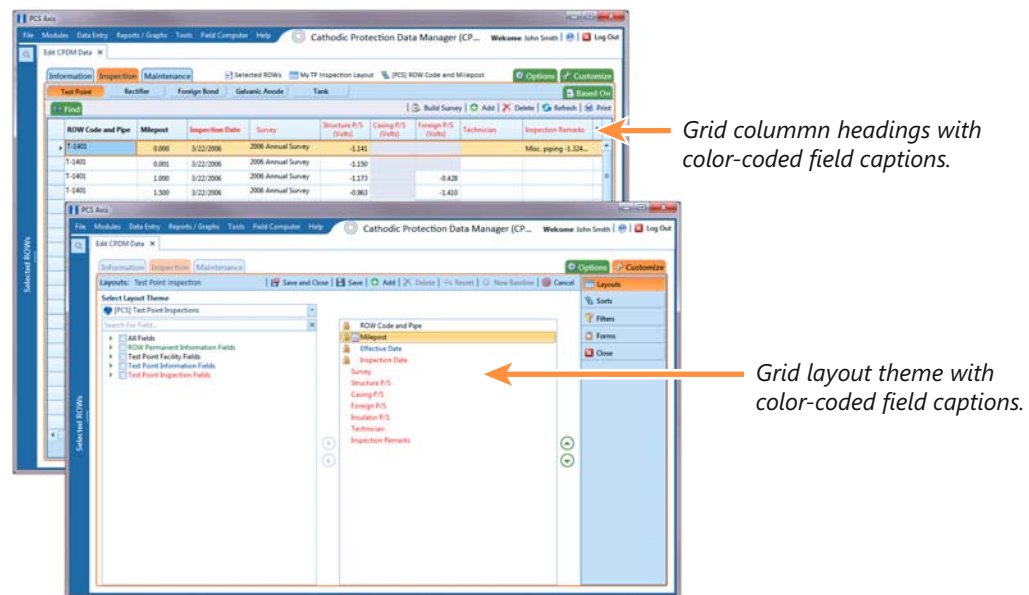 PCS Axis
File Modules Data Entry Reports / Graphs Tools Field Computer Help Cathodic Protection Data Manager (CP... Welcome John Smith Log Out
Edit CPDM Data
Information Inspection Maintenance Selected ROWs My TP Inspection Layout [PCS] ROW Code and Milepost Options Customize
Test Point Rectifier Foreign Bond Galvanic Anode Tank Based On
Find Build Survey Add Delete Refresh Print
ROW Code and Pipe Milepost Inspection Date Survey Structure P/S (Volts) Casing P/S (Volts) Foreign P/S (Volts) Technician Inspection Remarks
T-1401 0.000 3/22/2006 2006 Annual Survey -1.141 Misc. piping -1.324...
T-1401 0.001 3/22/2006 2006 Annual Survey -1.150
T-1401 1.000 3/22/2006 2006 Annual Survey -1.173 -0.428
T-1401 1.500 3/22/2006 2006 Annual Survey -0.963 -1.410
Selected ROWs
Grid colummn headings with
color-coded field captions.
PCS Axis
File Modules Data Entry Reports / Graphs Tools Field Computer Help Cathodic Protection Data Manager (CP... Welcome John Smith Log Out
Edit CPDM Data
Information Inspection Maintenance Options Customize
Layouts: Test Point Inspection Save and Close Save Add Delete Revert New Baseline Cancel
Layouts
Sorts
Filters
Forms
Close
Select Layout Theme
[PCS] Test Point Inspections
Search For Field...
All Fields
ROW Permanent Information Fields
Test Point Facility Fields
Test Point Information Fields
Test Point Inspection Fields
ROW Code and Pipe
Milepost
Effective Date
Inspection Date
Survey
Structure P/S
Casing P/S
Foreign P/S
Insulator P/S
Technician
Inspection Remarks
Selected ROWs
Grid layout theme with
color-coded field captions.